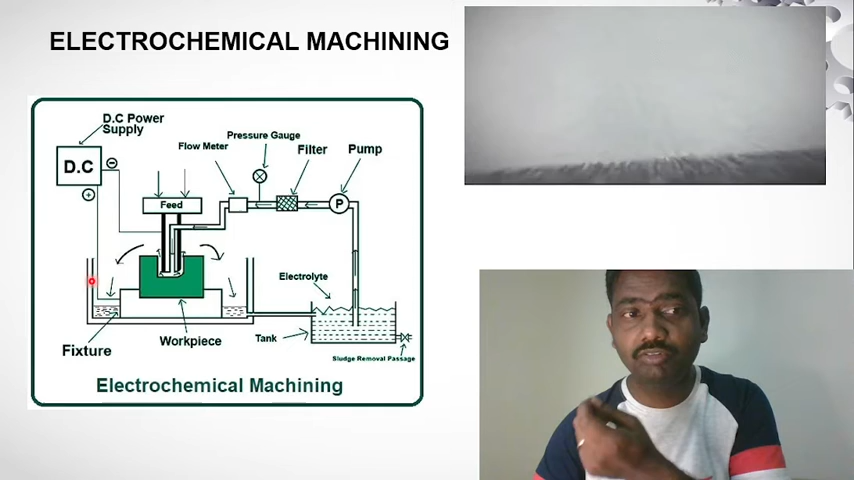 ELECTROCHEMICAL MACHINING
D.C Power
Supply
D.C
Flow Meter
Pressure Gauge
Filter
Pump
Feed
P
Electrolyte
Tank
Sludge Removal Passage
Fixture
Workpiece
Electrochemical Machining